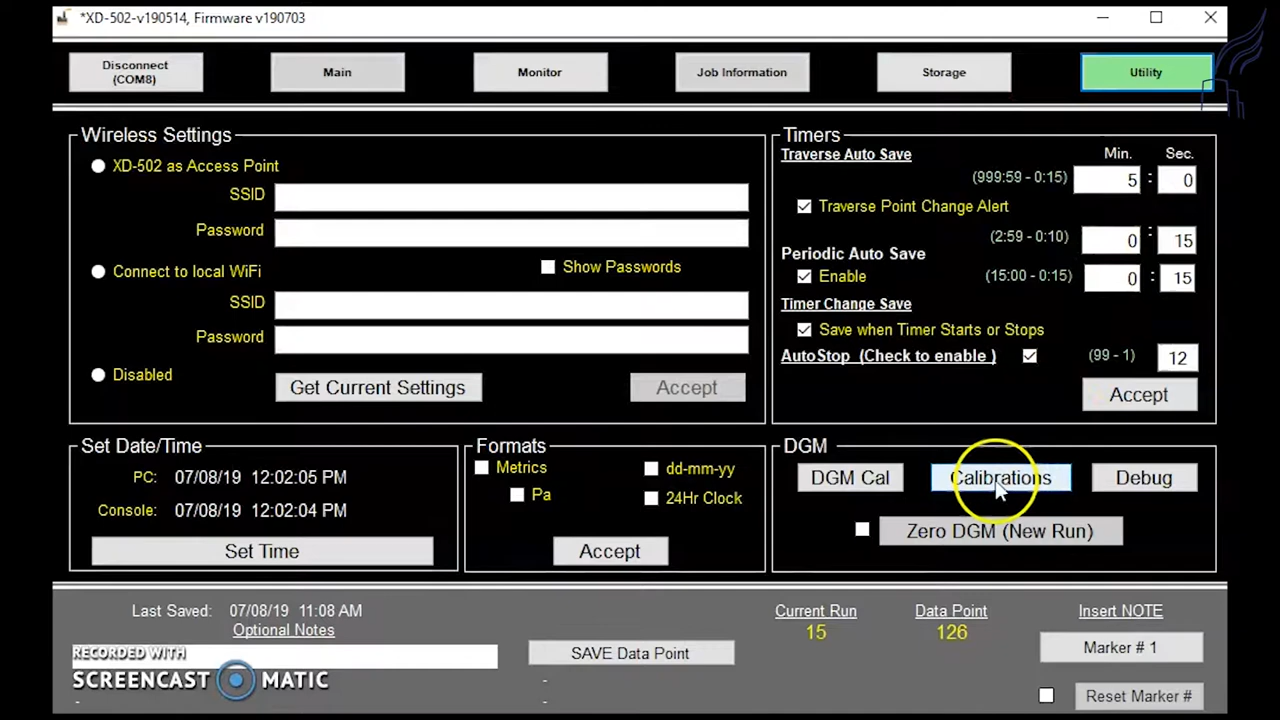 *XD-502-v190514, Firmware v190703
Disconnect
(COM8)
Main
Monitor
Job Information
Storage
Utility
Wireless Settings
XD-502 as Access Point
SSID
Password
Connect to local WiFi
Show Passwords
SSID
Password
Disabled
Get Current Settings
Accept
Timers
Traverse Auto Save
Min. Sec.
(999:59 - 0:15) 5 : 0
Traverse Point Change Alert
(2:59 - 0:10) 0 : 15
Periodic Auto Save
Enable (15:00 - 0:15) 0 : 15
Timer Change Save
Save when Timer Starts or Stops
AutoStop (Check to enable ) (99 - 1) 12
Accept
Set Date/Time
PC: 07/08/19 12:02:05 PM
Console: 07/08/19 12:02:04 PM
Set Time
Formats
Metrics dd-mm-yy
Pa 24Hr Clock
Accept
DGM
DGM Cal Calibrations Debug
Zero DGM (New Run)
Last Saved: 07/08/19 11:08 AM
Optional Notes
RECORDED WITH
SCREENCAST MATIC
-
SAVE Data Point
-
-
Current Run Data Point
15 126
Insert NOTE
Marker # 1
Reset Marker #